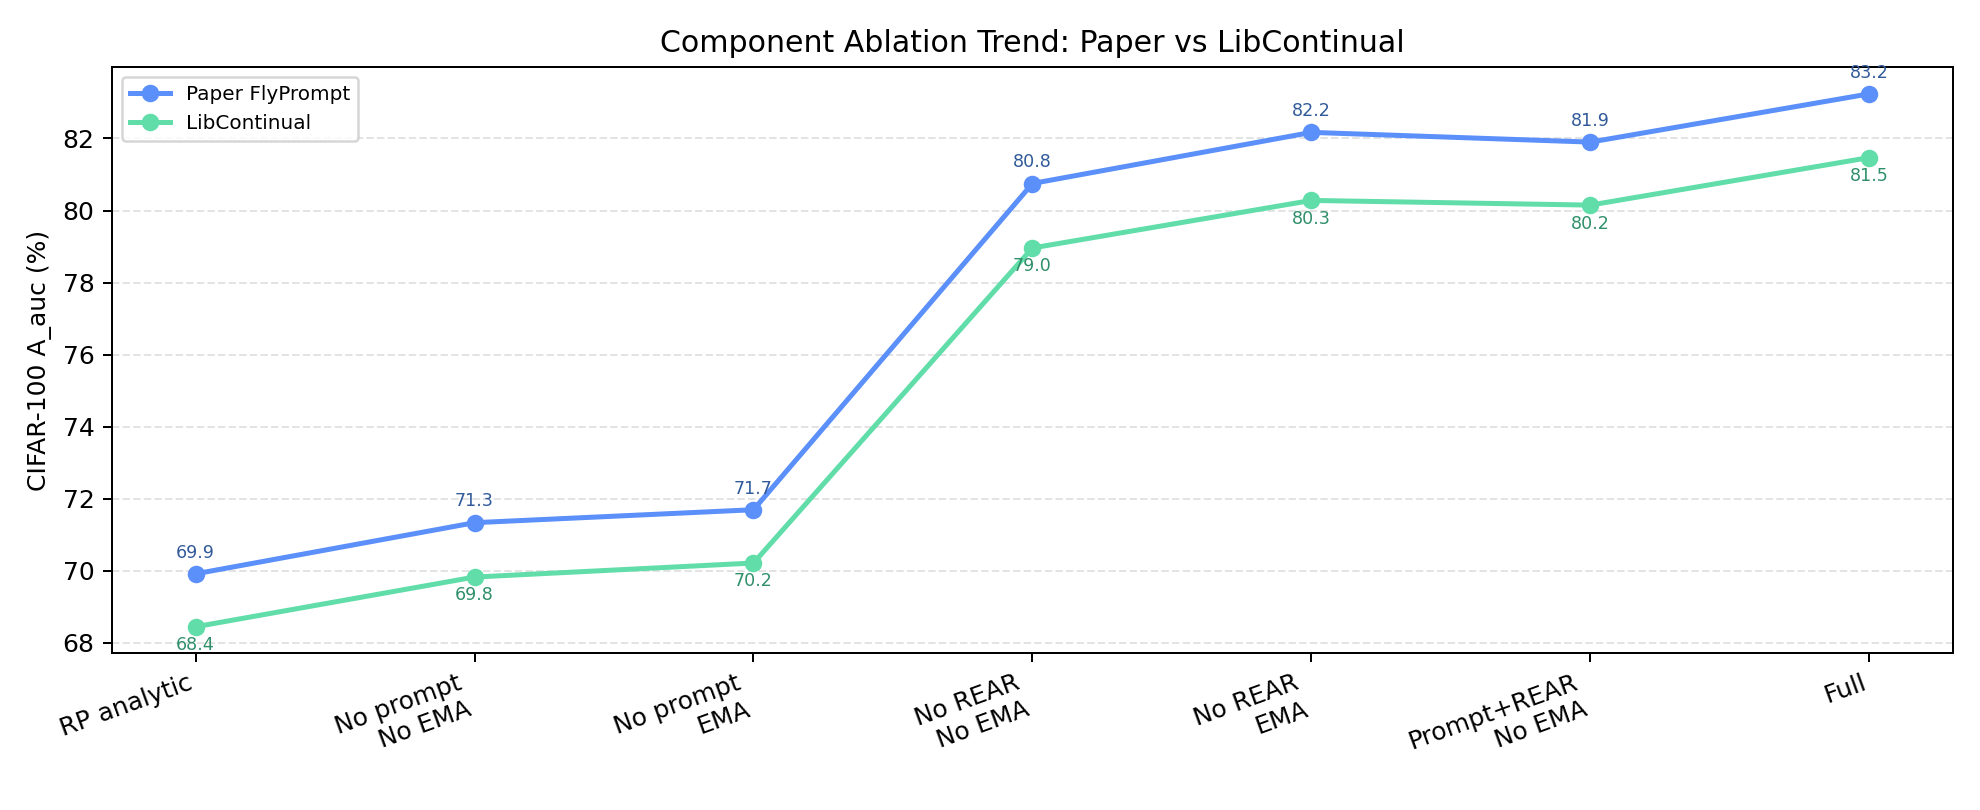 Component Ablation Trend: Paper vs LibContinual
Paper FlyPrompt
LibContinual
CIFAR-100 A_auc (%)
82
80
78
76
74
72
70
68
69.9
71.3
71.7
80.8
82.2
81.9
83.2
68.4
69.8
70.2
79.0
80.3
80.2
81.5
RP analytic
No prompt
No EMA
No prompt
EMA
No REAR
No EMA
No REAR
EMA
Prompt+REAR
No EMA
Full